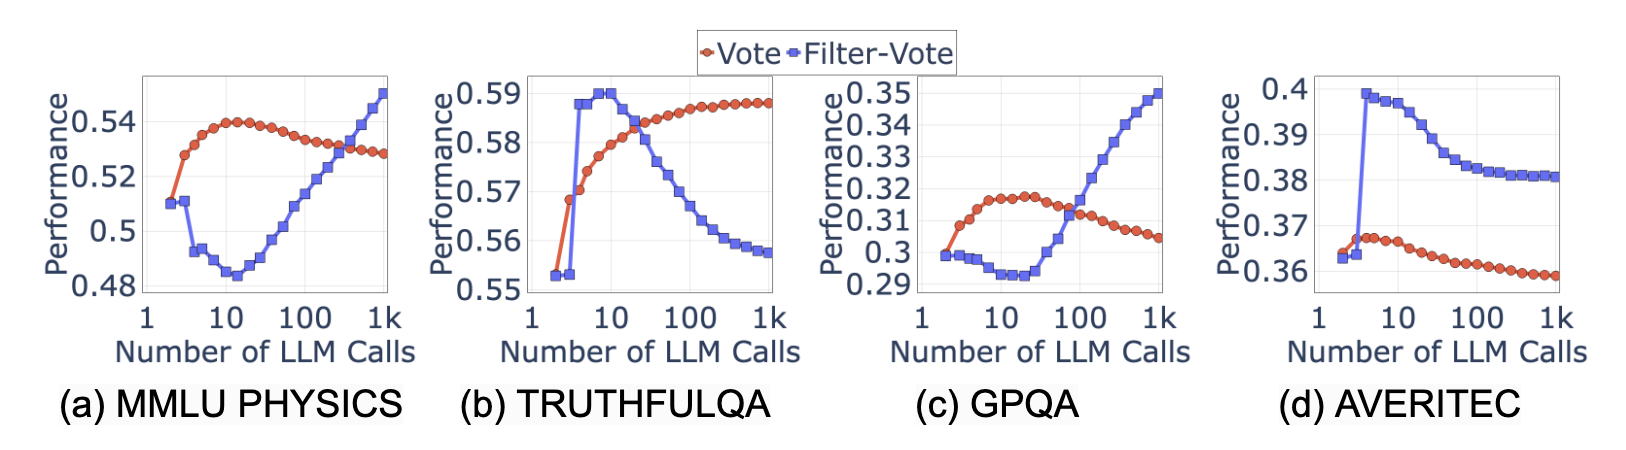 Vote Filter-Vote
Performance
0.54
0.52
0.5
0.48
1 10 100 1k
Number of LLM Calls
(a) MMLU PHYSICS
Performance
0.59
0.58
0.57
0.56
0.55
1 10 100 1k
Number of LLM Calls
(b) TRUTHFULQA
Performance
0.35
0.34
0.33
0.32
0.31
0.3
0.29
1 10 100 1k
Number of LLM Calls
(c) GPQA
Performance
0.4
0.39
0.38
0.37
0.36
1 10 100 1k
Number of LLM Calls
(d) AVERITEC